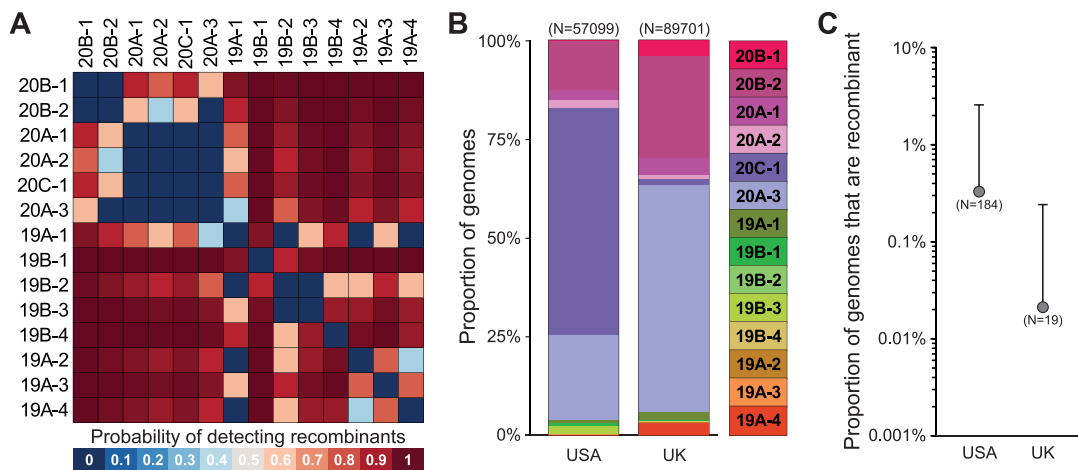 A
20B-1
20B-2
20A-1
20A-2
20C-1
20A-3
19A-1
19B-1
19B-2
19B-3
19B-4
19A-2
19A-3
19A-4
20B-1
20B-2
20A-1
20A-2
20C-1
20A-3
19A-1
19B-1
19B-2
19B-3
19B-4
19A-2
19A-3
19A-4
Probability of detecting recombinants
0 0.1 0.2 0.3 0.4 0.5 0.6 0.7 0.8 0.9 1
B
(N=57099) (N=89701)
Proportion of genomes
100%
75%
50%
25%
0%
USA UK
20B-1
20B-2
20A-1
20A-2
20C-1
20A-3
19A-1
19B-1
19B-2
19B-3
19B-4
19A-2
19A-3
19A-4
C
Proportion of genomes that are recombinant
10%
1%
0.1%
0.01%
0.001%
(N=184)
(N=19)
USA UK